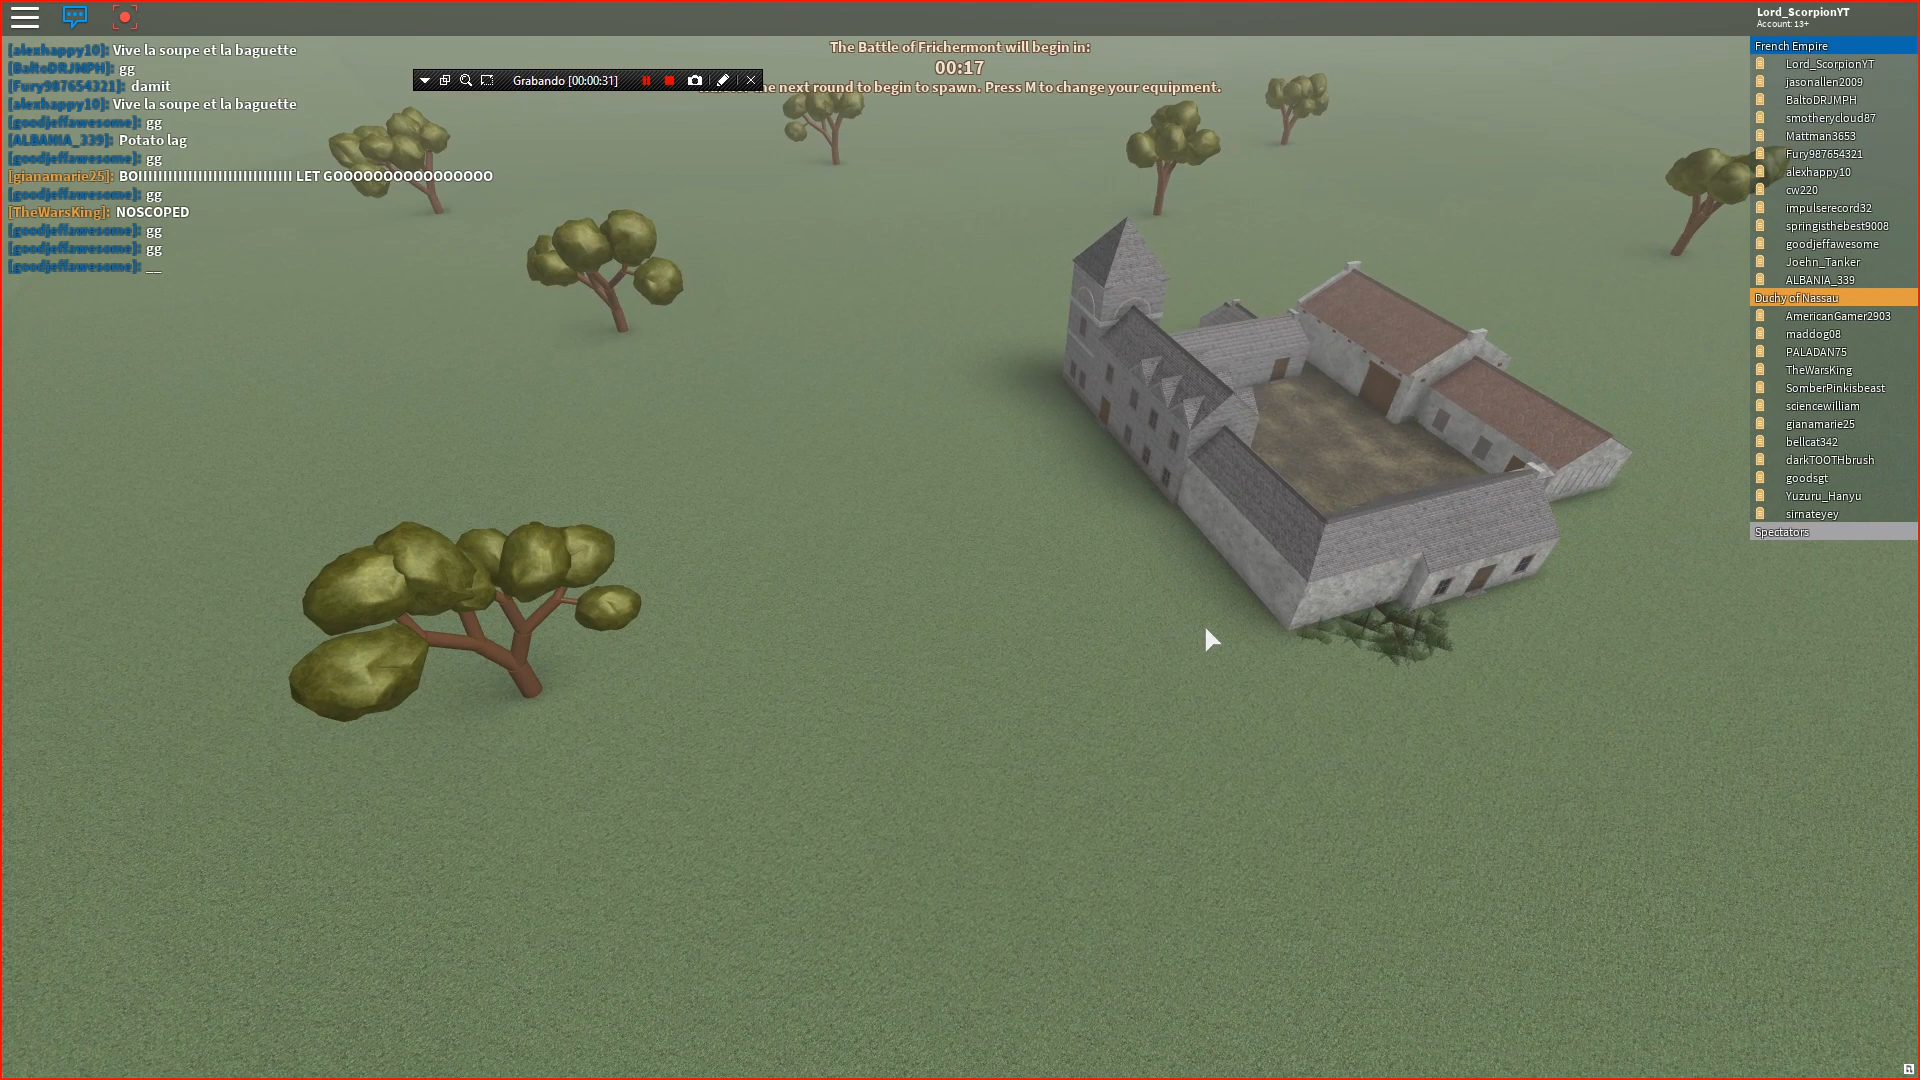 Lord_ScorpionYT
Account: 13+
[alexhappy10]: Vive la soupe et la baguette
[BaltoDRJMPH]: gg
[Fury987654321]: damit
[alexhappy10]: Vive la soupe et la baguette
[goodjeffawesome]: gg
[ALBANIA_339]: Potato lag
[goodjeffawesome]: gg
[gianamarie25]: BOIIIIIIIIIIIIIIIIIIIIIIIIIIIIIII LET GOOOOOOOOOOOOOOOO
[goodjeffawesome]: gg
[TheWarsKing]: NOSCOPED
[goodjeffawesome]: gg
[goodjeffawesome]: gg
[goodjeffawesome]: __
The Battle of Frichermont will begin in:
00:17
the next round to begin to spawn. Press M to change your equipment.
Grabando [00:00:31]
French Empire
Lord_ScorpionYT
jasonallen2009
BaltoDRJMPH
smotherycloud87
Mattman3653
Fury987654321
alexhappy10
cw220
impulserecord32
springisthebest9008
goodjeffawesome
Joehn_Tanker
ALBANIA_339
Duchy of Nassau
AmericanGamer2903
maddog08
PALADAN75
TheWarsKing
SomberPinkisbeast
sciencewilliam
gianamarie25
bellcat342
darkTOOTHbrush
goodsgt
Yuzuru_Hanyu
sirnateyey
Spectators